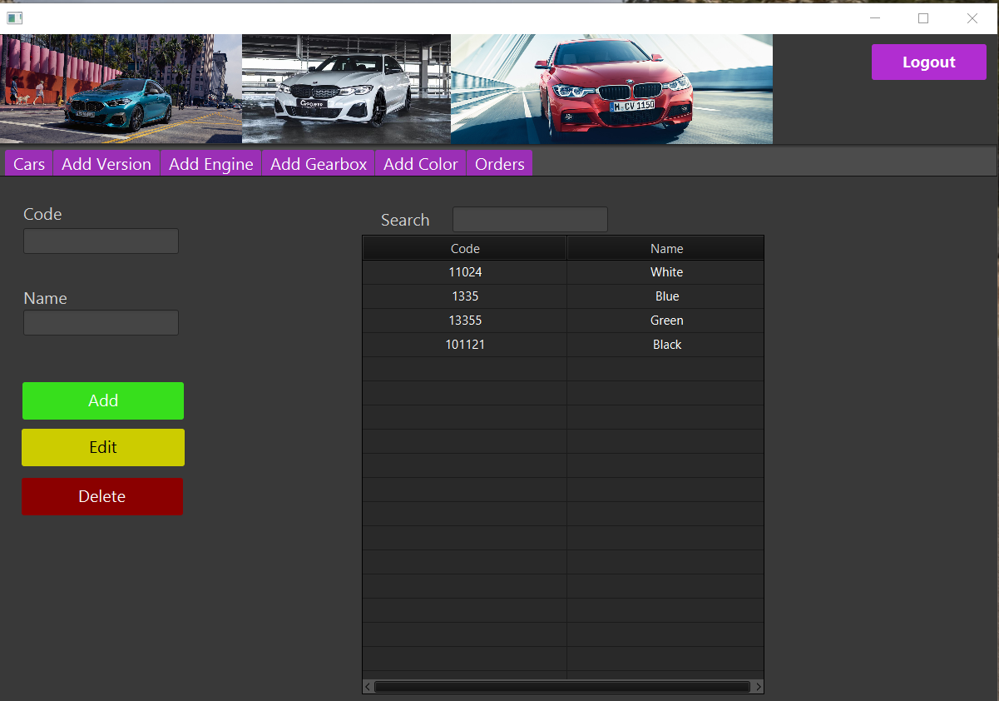 Logout
GPOWER
M·CV 1150
Cars Add Version Add Engine Add Gearbox Add Color Orders
Code
Search
Code Name
11024 White
1335 Blue
Name
13355 Green
101121 Black
Add
Edit
Delete